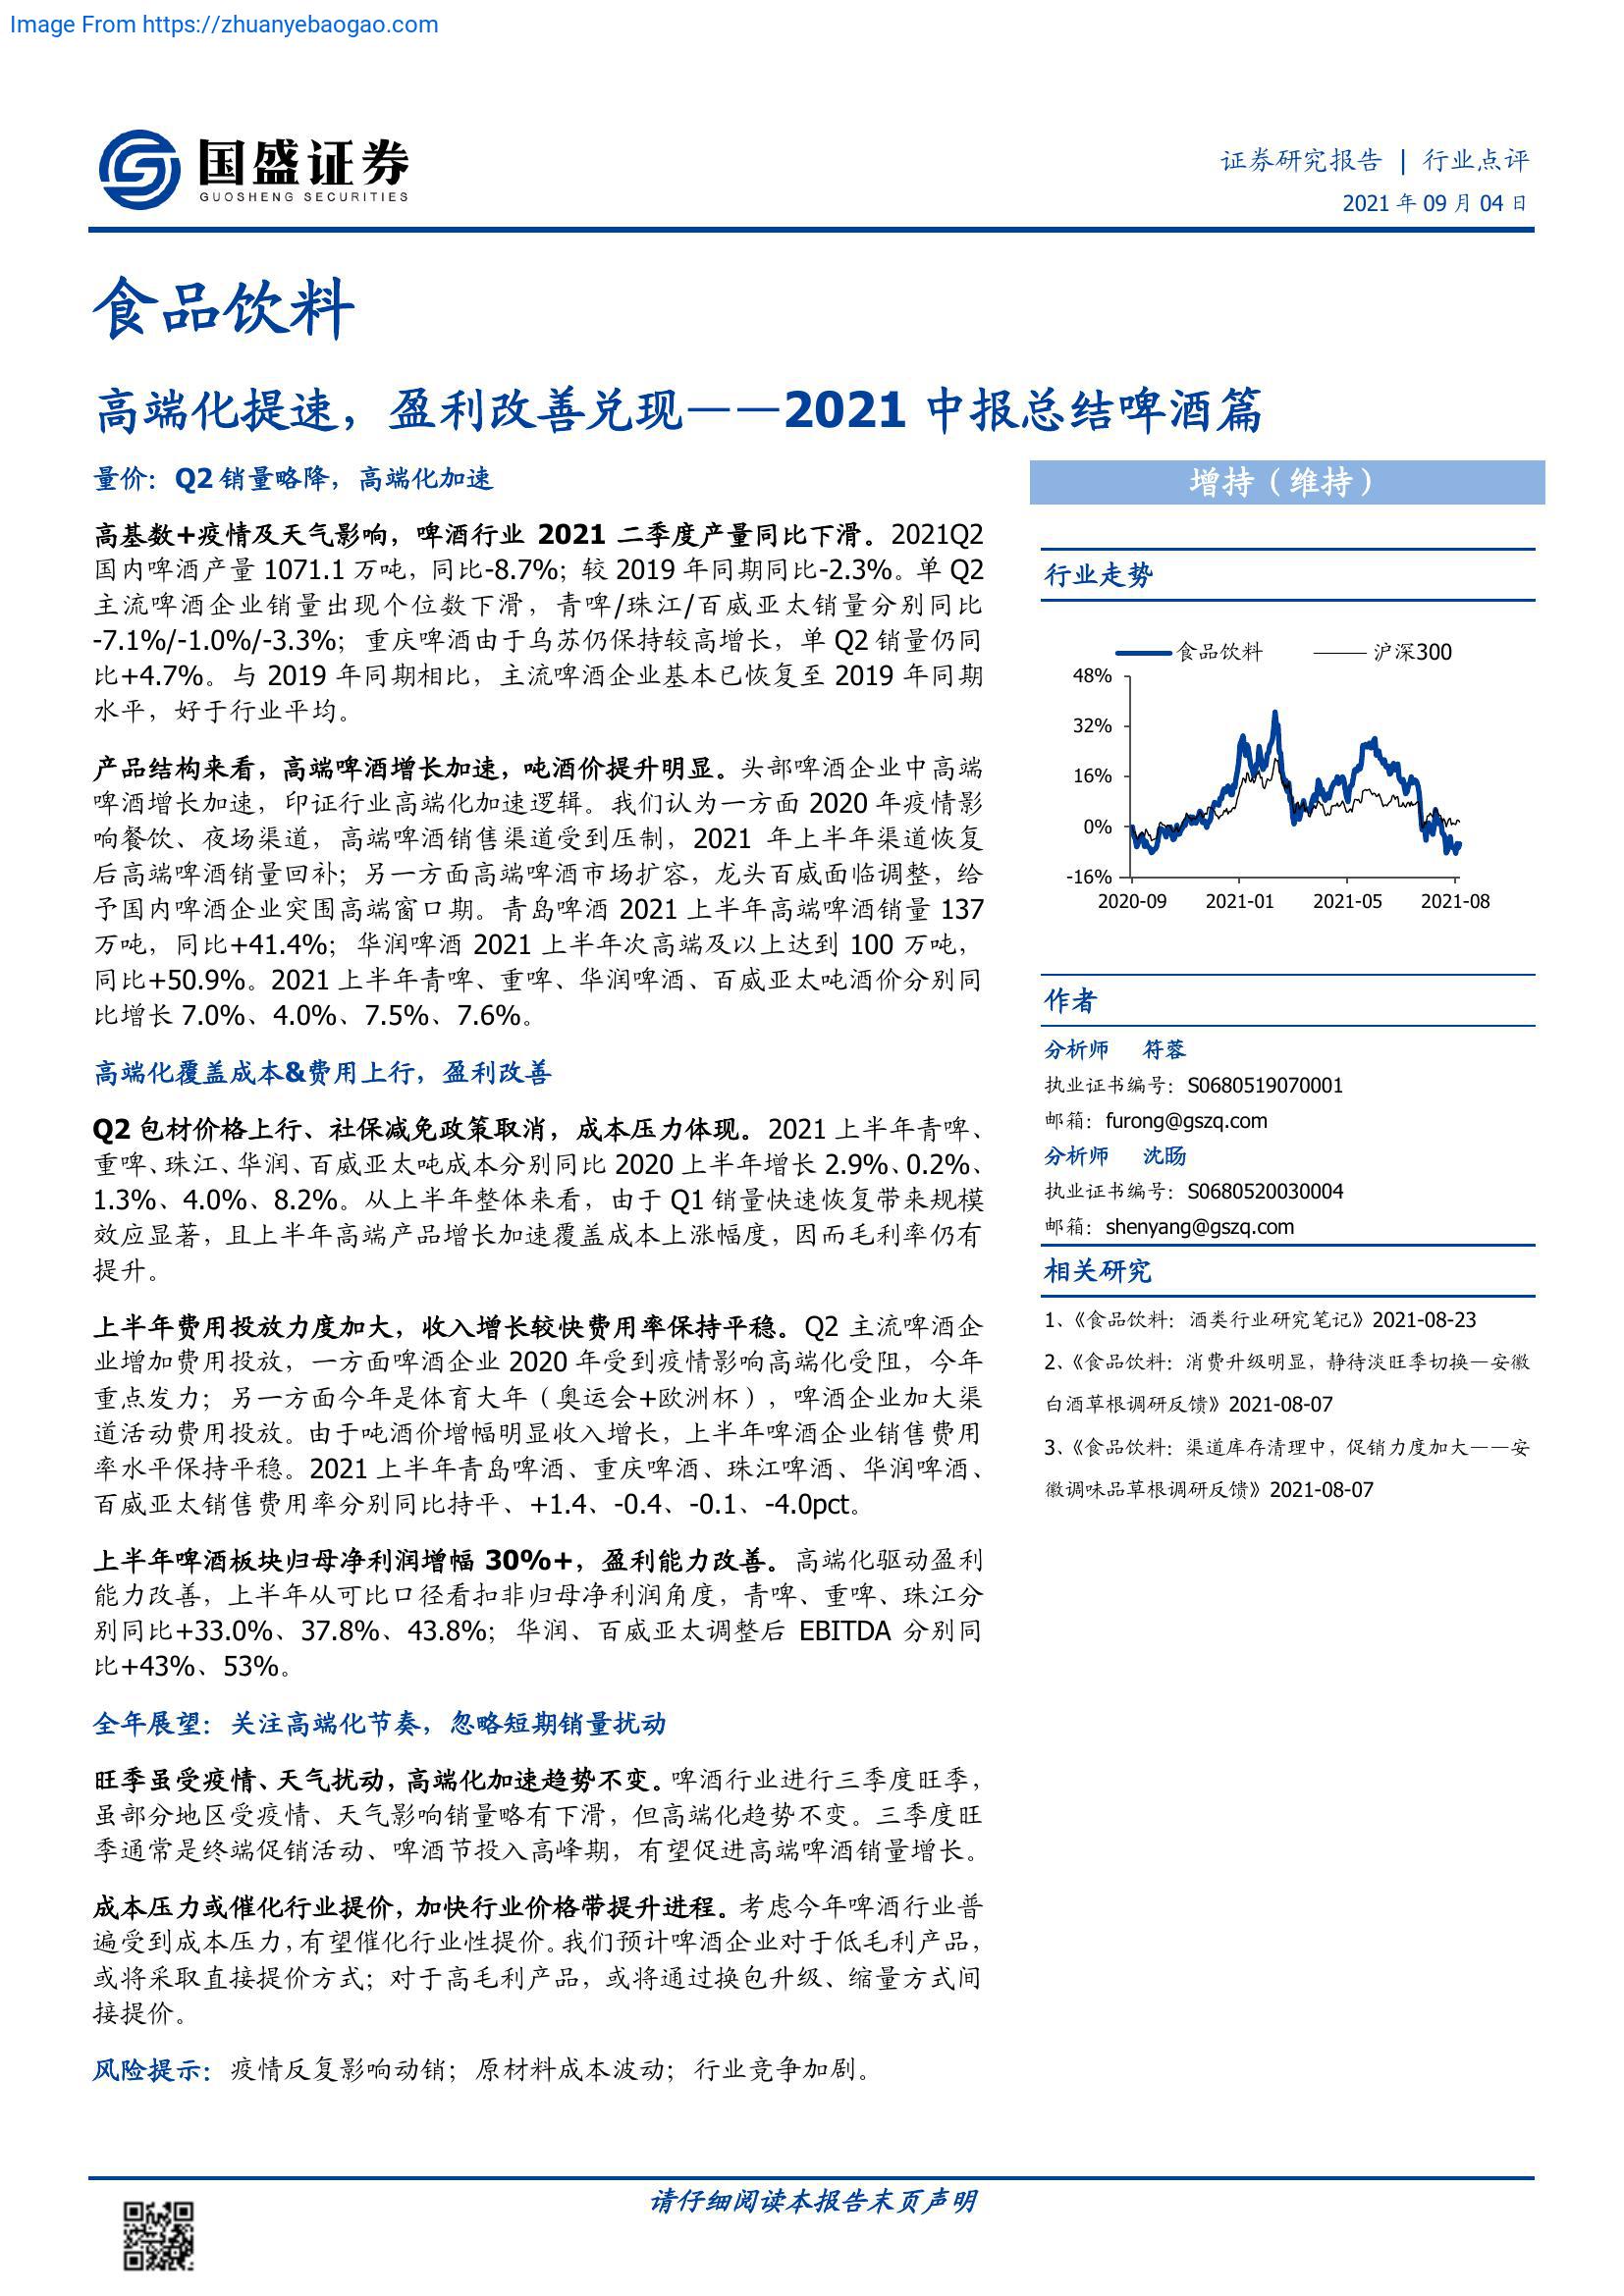 Image From https://zhuanyebaogao.com
国盛证券
GUOSHENG SECURITIES
证券研究报告 | 行业点评
2021 年 09 月 04 日
食品饮料
高端化提速，盈利改善兑现——2021 中报总结啤酒篇
量价：Q2 销量略降，高端化加速
高基数+疫情及天气影响，啤酒行业 2021 二季度产量同比下滑。2021Q2
国内啤酒产量 1071.1 万吨，同比-8.7%；较 2019 年同期同比-2.3%。单 Q2
主流啤酒企业销量出现个位数下滑，青啤/珠江/百威亚太销量分别同比
-7.1%/-1.0%/-3.3%；重庆啤酒由于乌苏仍保持较高增长，单 Q2 销量仍同
比+4.7%。与 2019 年同期相比，主流啤酒企业基本已恢复至 2019 年同期
水平，好于行业平均。
产品结构来看，高端啤酒增长加速，吨酒价提升明显。头部啤酒企业中高端
啤酒增长加速，印证行业高端化加速逻辑。我们认为一方面 2020 年疫情影
响餐饮、夜场渠道，高端啤酒销售渠道受到压制，2021 年上半年渠道恢复
后高端啤酒销量回补；另一方面高端啤酒市场扩容，龙头百威面临调整，给
予国内啤酒企业突围高端窗口期。青岛啤酒 2021 上半年高端啤酒销量 137
万吨，同比+41.4%；华润啤酒 2021 上半年次高端及以上达到 100 万吨，
同比+50.9%。2021 上半年青啤、重啤、华润啤酒、百威亚太吨酒价分别同
比增长 7.0%、4.0%、7.5%、7.6%。
高端化覆盖成本&费用上行，盈利改善
Q2 包材价格上行、社保减免政策取消，成本压力体现。2021 上半年青啤、
重啤、珠江、华润、百威亚太吨成本分别同比 2020 上半年增长 2.9%、0.2%、
1.3%、4.0%、8.2%。从上半年整体来看，由于 Q1 销量快速恢复带来规模
效应显著，且上半年高端产品增长加速覆盖成本上涨幅度，因而毛利率仍有
提升。
上半年费用投放力度加大，收入增长较快费用率保持平稳。Q2 主流啤酒企
业增加费用投放，一方面啤酒企业 2020 年受到疫情影响高端化受阻，今年
重点发力；另一方面今年是体育大年（奥运会+欧洲杯），啤酒企业加大渠
道活动费用投放。由于吨酒价增幅明显收入增长，上半年啤酒企业销售费用
率水平保持平稳。2021 上半年青岛啤酒、重庆啤酒、珠江啤酒、华润啤酒、
百威亚太销售费用率分别同比持平、+1.4、-0.4、-0.1、-4.0pct。
上半年啤酒板块归母净利润增幅 30%+，盈利能力改善。高端化驱动盈利
能力改善，上半年从可比口径看扣非归母净利润角度，青啤、重啤、珠江分
别同比+33.0%、37.8%、43.8%；华润、百威亚太调整后 EBITDA 分别同
比+43%、53%。
全年展望：关注高端化节奏，忽略短期销量扰动
旺季虽受疫情、天气扰动，高端化加速趋势不变。啤酒行业进行三季度旺季，
虽部分地区受疫情、天气影响销量略有下滑，但高端化趋势不变。三季度旺
季通常是终端促销活动、啤酒节投入高峰期，有望促进高端啤酒销量增长。
成本压力或催化行业提价，加快行业价格带提升进程。考虑今年啤酒行业普
遍受到成本压力，有望催化行业性提价。我们预计啤酒企业对于低毛利产品，
或将采取直接提价方式；对于高毛利产品，或将通过换包升级、缩量方式间
接提价。
风险提示：疫情反复影响动销；原材料成本波动；行业竞争加剧。
增持（维持）
行业走势
食品饮料 沪深300
48%
32%
16%
0%
-16%
2020-09 2021-01 2021-05 2021-08
作者
分析师 符蓉
执业证书编号：S0680519070001
邮箱：furong@gszq.com
分析师 沈旸
执业证书编号：S0680520030004
邮箱：shenyang@gszq.com
相关研究
1、《食品饮料：酒类行业研究笔记》2021-08-23
2、《食品饮料：消费升级明显，静待淡旺季切换—安徽
白酒草根调研反馈》2021-08-07
3、《食品饮料：渠道库存清理中，促销力度加大——安
徽调味品草根调研反馈》2021-08-07
请仔细阅读本报告末页声明